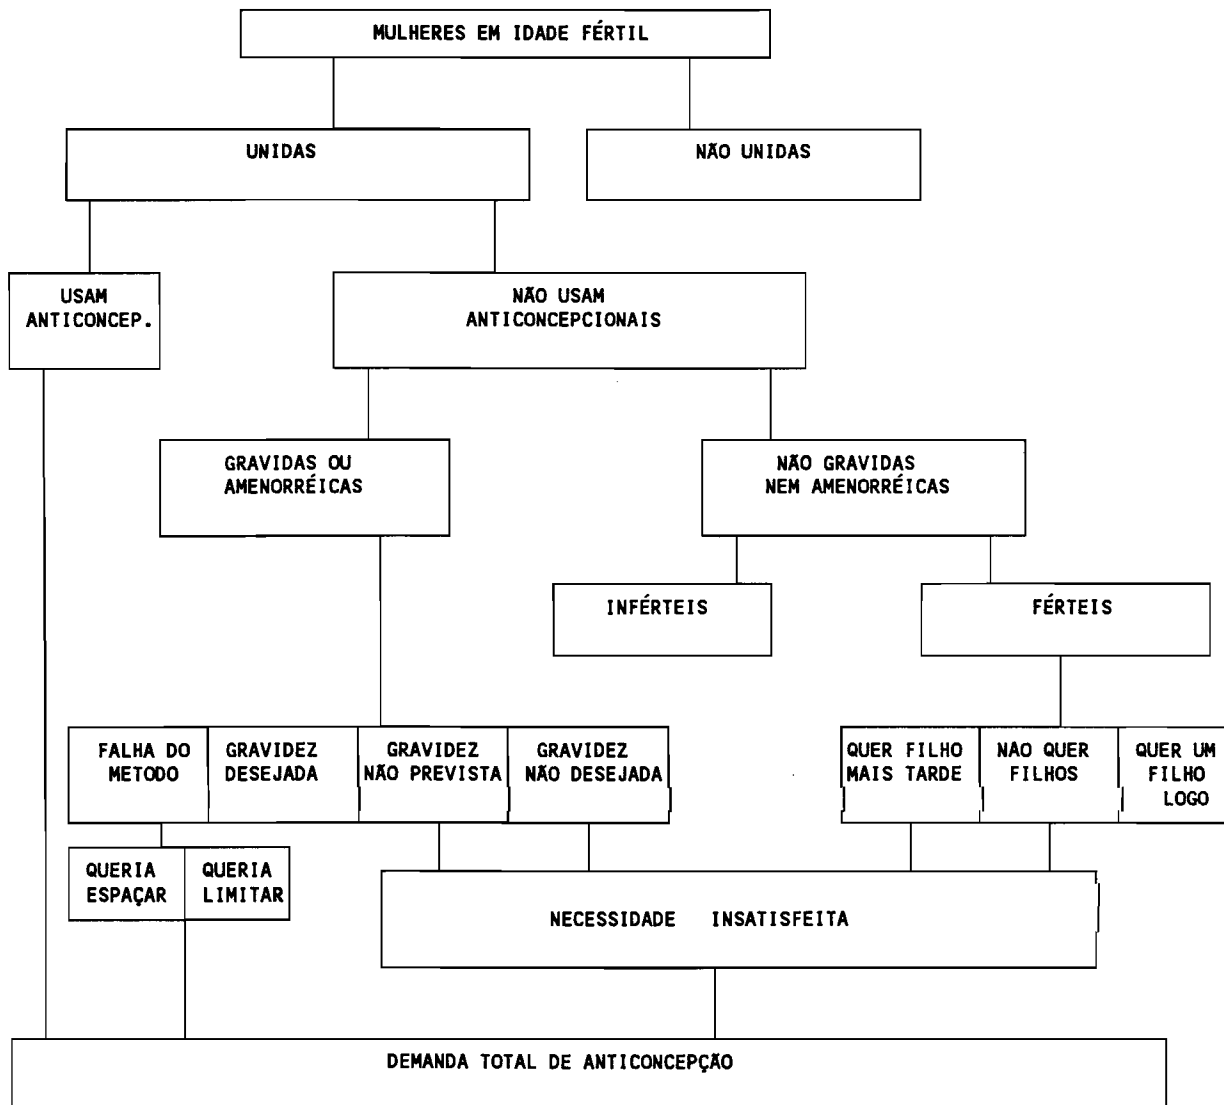 MULHERES EM IDADE FÉRTIL
UNIDAS
NÃO UNIDAS
USAM
ANTICONCEP.
NÃO USAM
ANTICONCEPCIONAIS
GRAVIDAS OU
AMENORRÉICAS
NÃO GRAVIDAS
NEM AMENORRÉICAS
INFÉRTEIS
FÉRTEIS
FALHA DO
METODO
GRAVIDEZ
DESEJADA
GRAVIDEZ
NÃO PREVISTA
GRAVIDEZ
NÃO DESEJADA
QUER FILHO
MAIS TARDE
NÃO QUER
FILHOS
QUER UM
FILHO
LOGO
QUERIA
ESPAÇAR
QUERIA
LIMITAR
NECESSIDADE INSATISFEITA
DEMANDA TOTAL DE ANTICONCEPÇÃO